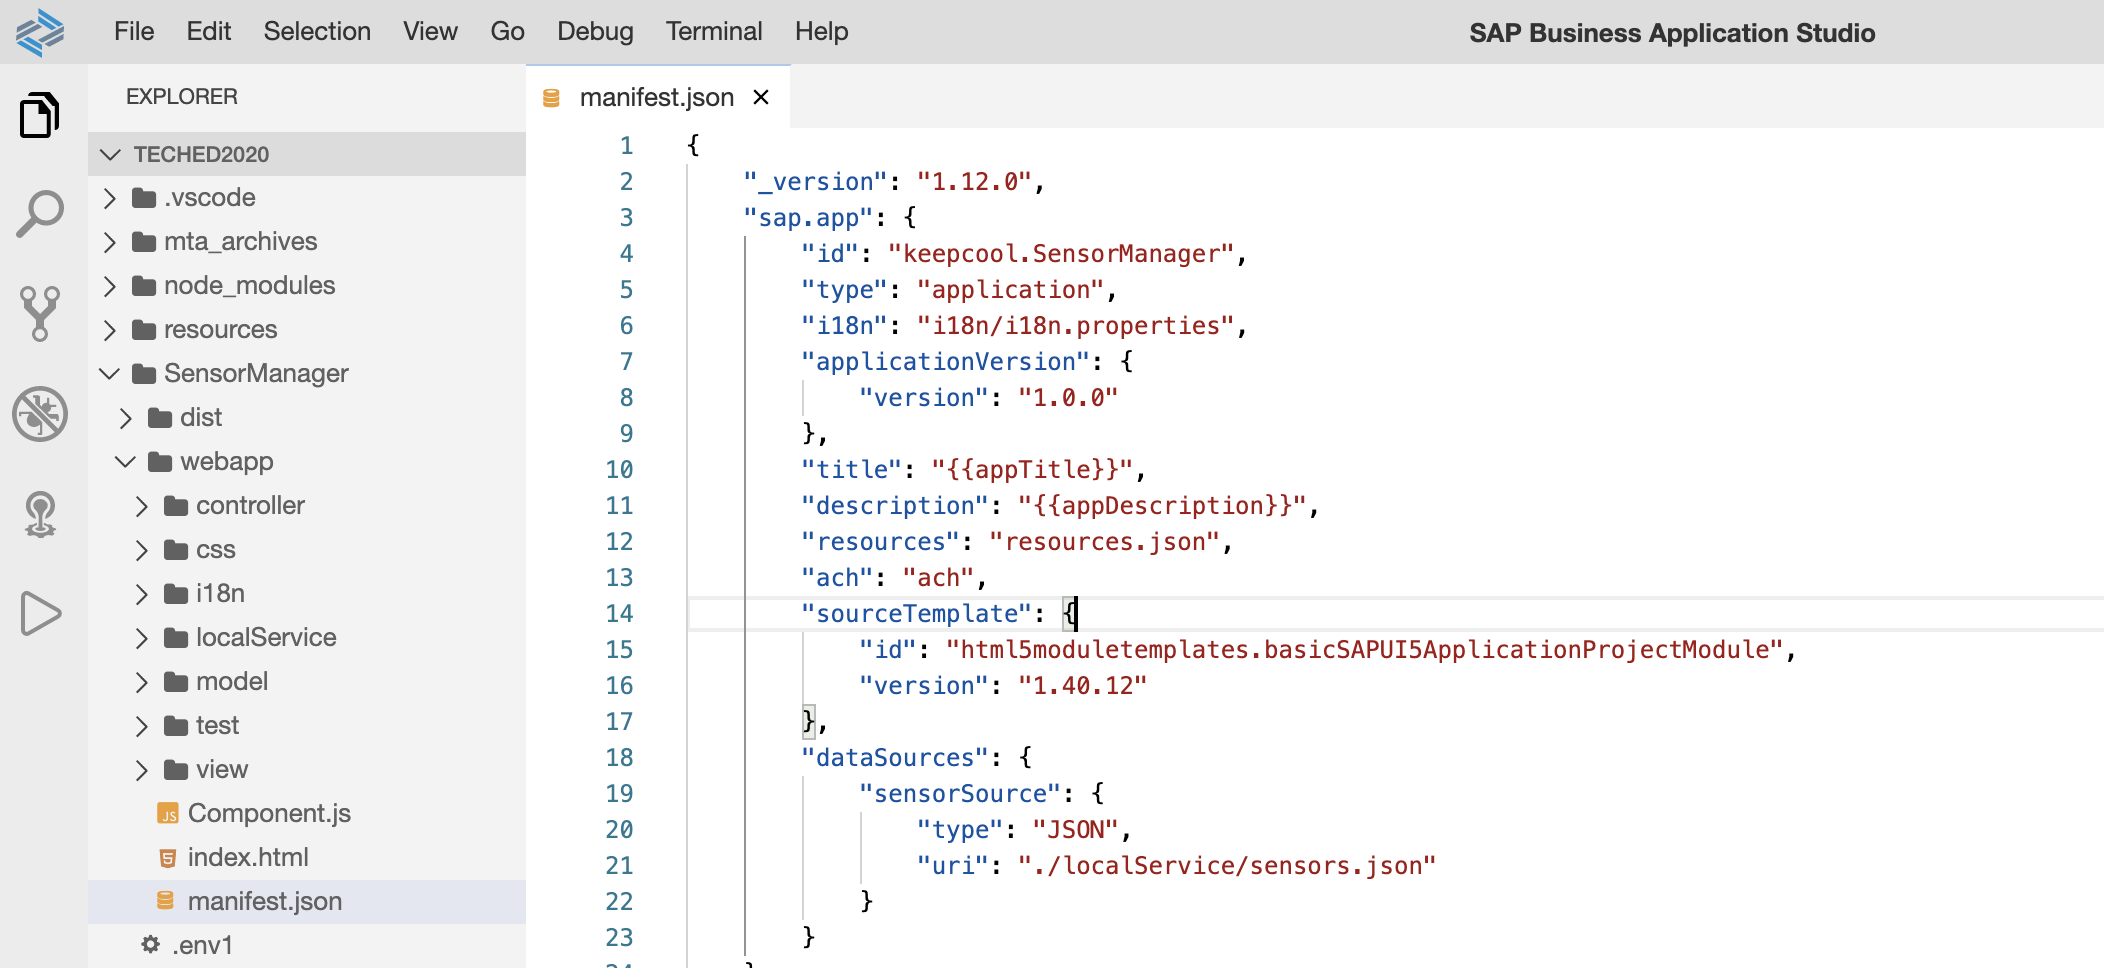 File Edit Selection View Go Debug Terminal Help
SAP Business Application Studio
EXPLORER
TECHED2020
.vscode
mta_archives
node_modules
resources
SensorManager
dist
webapp
controller
css
i18n
localService
model
test
view
JS Component.js
5 index.html
manifest.json
.env1
manifest.json ×
1 {
2 "_version": "1.12.0",
3 "sap.app": {
4 "id": "keepcool.SensorManager",
5 "type": "application",
6 "i18n": "i18n/i18n.properties",
7 "applicationVersion": {
8 "version": "1.0.0"
9 },
10 "title": "{{appTitle}}",
11 "description": "{{appDescription}}",
12 "resources": "resources.json",
13 "ach": "ach",
14 "sourceTemplate": {
15 "id": "html5moduletemplates.basicSAPUI5ApplicationProjectModule",
16 "version": "1.40.12"
17 },
18 "dataSources": {
19 "sensorSource": {
20 "type": "JSON",
21 "uri": "./localService/sensors.json"
22 }
23 }